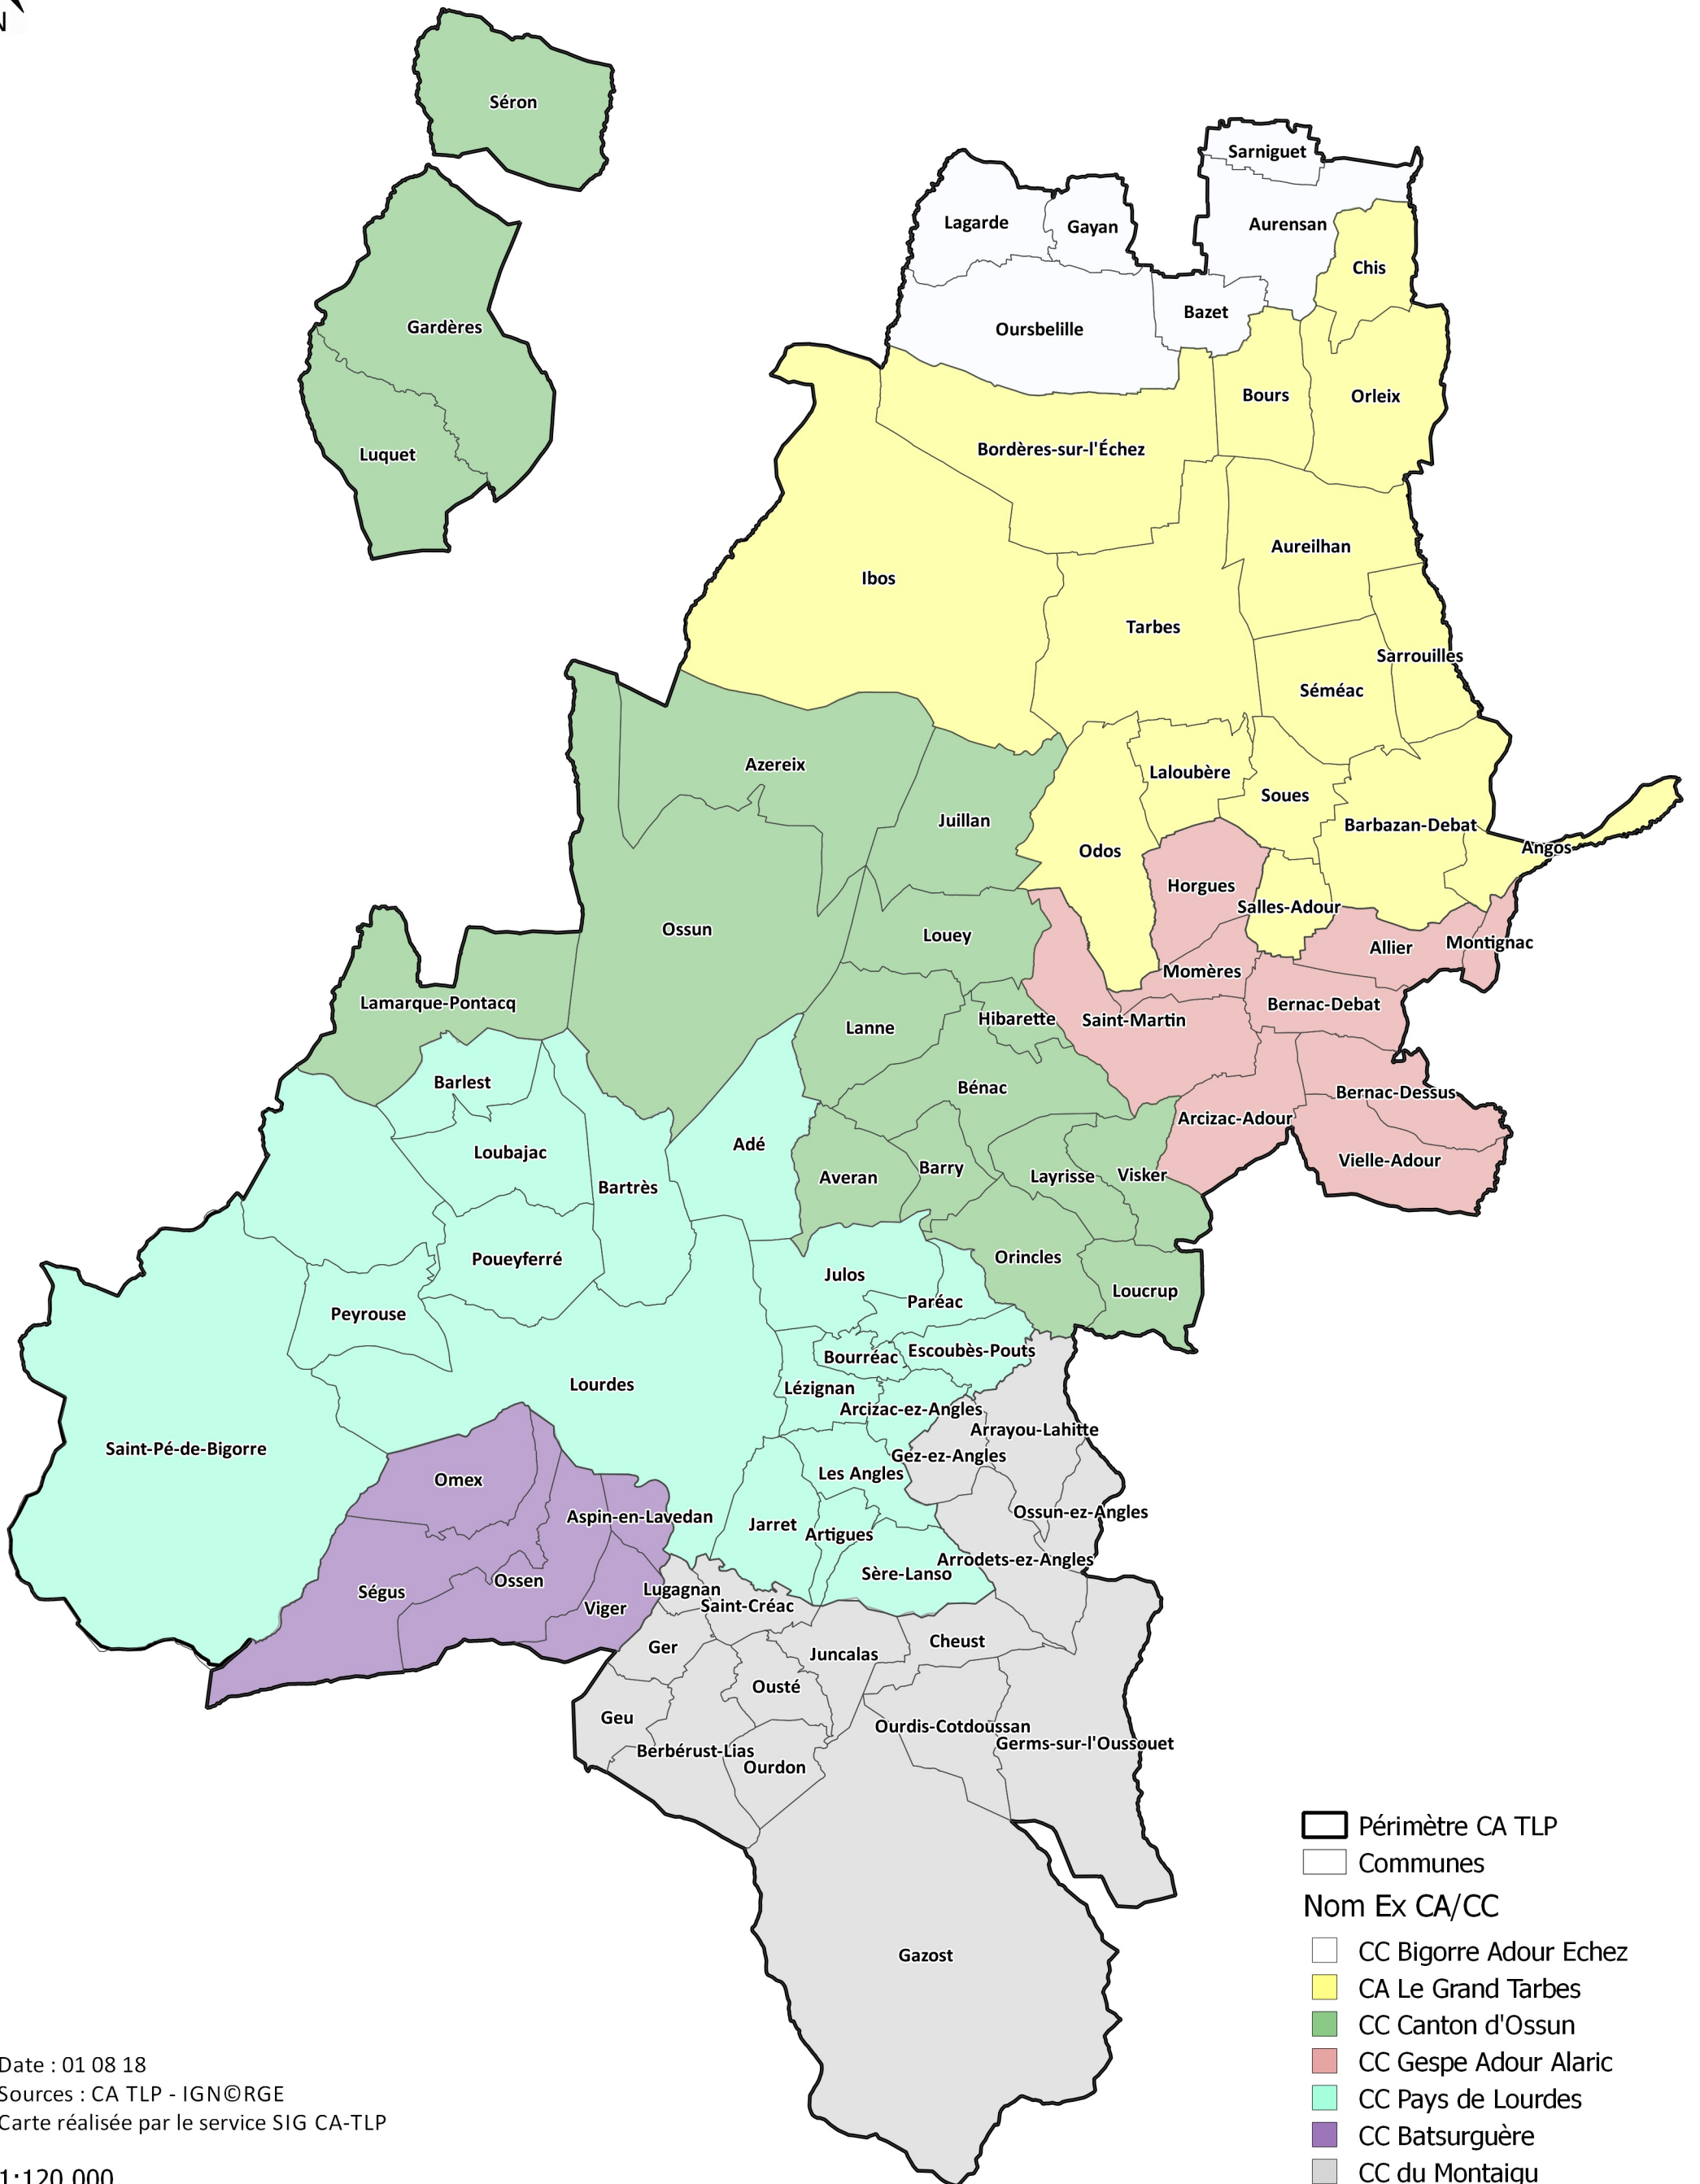 N
Séron
Sarniguet
Lagarde
Gayan
Aurensan
Chis
Bazet
Gardères
Oursbelille
Bours
Orleix
Bordères-sur-l'Échez
Luquet
Aureilhan
Ibos
Tarbes
Sarrouilles
Séméac
Azereix
Laloubère
Soues
Juillan
Barbazan-Debat
Angos
Odos
Horgues
Salles-Adour
Ossun
Louey
Allier
Montignac
Momères
Lamarque-Pontacq
Bernac-Debat
Hibarette
Saint-Martin
Lanne
Barlest
Bénac
Bernac-Dessus
Arcizac-Adour
Adé
Loubajac
Vielle-Adour
Barry
Visker
Layrisse
Averan
Bartrès
Orincles
Poueyferré
Julos
Loucrup
Paréac
Peyrouse
Escoubès-Pouts
Bourréac
Lourdes
Lézignan
Arcizac-ez-Angles
Arrayou-Lahitte
Saint-Pé-de-Bigorre
Gez-ez-Angles
Les Angles
Omex
Ossun-ez-Angles
Aspin-en-Lavedan
Jarret
Artigues
Arrodets-ez-Angles
Sère-Lanso
Ossen
Lugagnan
Ségus
Saint-Créac
Viger
Cheust
Ger
Juncalas
Ousté
Geu
Ourdis-Cotdoussan
Germs-sur-l'Oussouet
Berbérust-Lias
Ourdon
Gazost
Périmètre CA TLP
Communes
Nom Ex CA/CC
CC Bigorre Adour Echez
CA Le Grand Tarbes
CC Canton d'Ossun
CC Gespe Adour Alaric
CC Pays de Lourdes
CC Batsurguère
CC du Montaigu
Date : 01 08 18
Sources : CA TLP - IGN©RGE
Carte réalisée par le service SIG CA-TLP
1:120 000